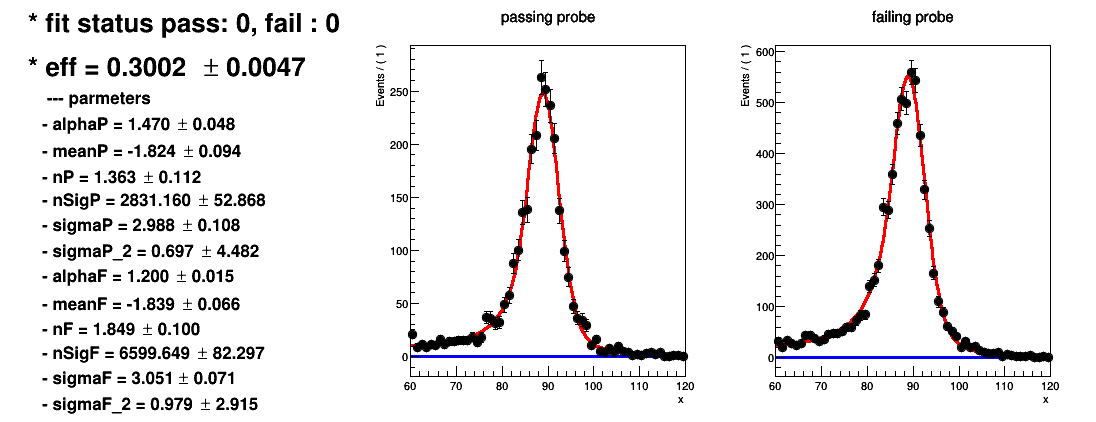 * fit status pass: 0, fail : 0
* eff = 0.3002 ± 0.0047
--- parmeters
- alphaP = 1.470 ± 0.048
- meanP = -1.824 ± 0.094
- nP = 1.363 ± 0.112
- nSigP = 2831.160 ± 52.868
- sigmaP = 2.988 ± 0.108
- sigmaP_2 = 0.697 ± 4.482
- alphaF = 1.200 ± 0.015
- meanF = -1.839 ± 0.066
- nF = 1.849 ± 0.100
- nSigF = 6599.649 ± 82.297
- sigmaF = 3.051 ± 0.071
- sigmaF_2 = 0.979 ± 2.915
passing probe
Events / ( 1 )
250
200
150
100
50
0
60 70 80 90 100 110 120
x
failing probe
Events / ( 1 )
600
500
400
300
200
100
0
60 70 80 90 100 110 120
x